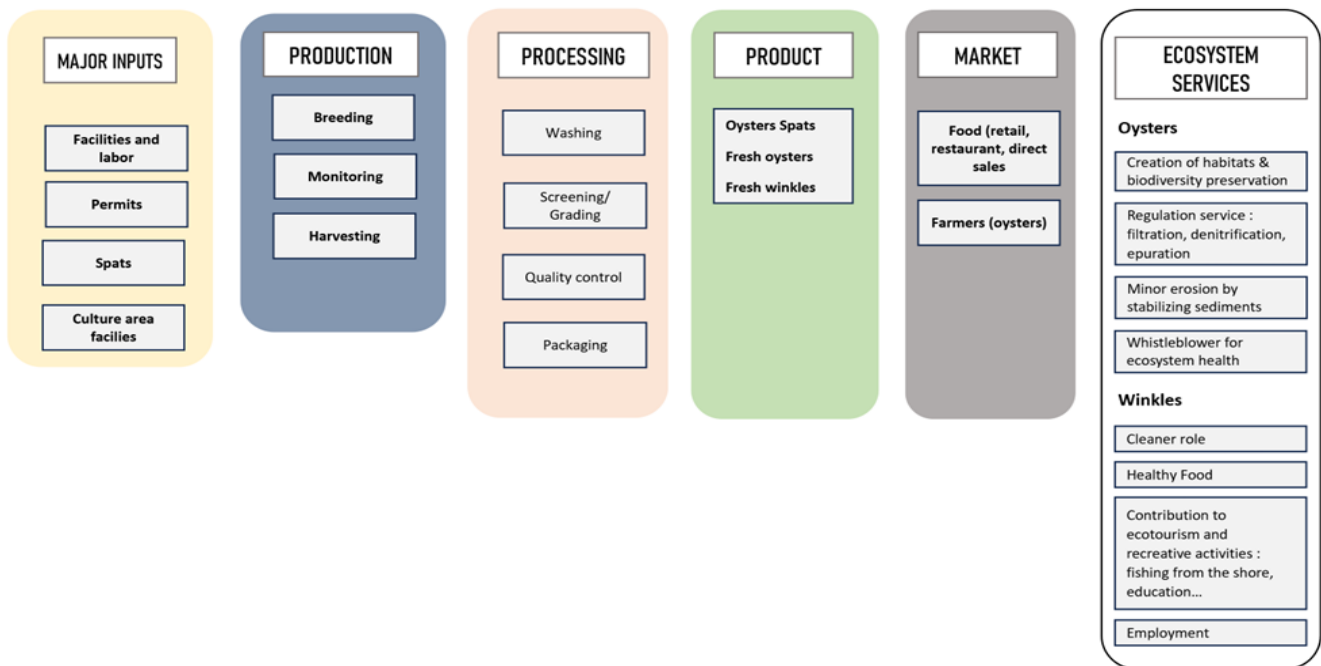 MAJOR INPUTS
Facilities and
labor
Permits
Spats
Culture area
facilies
PRODUCTION
Breeding
Monitoring
Harvesting
PROCESSING
Washing
Screening/
Grading
Quality control
Packaging
PRODUCT
Oysters Spats
Fresh oysters
Fresh winkles
MARKET
Food (retail,
restaurant, direct
sales
Farmers (oysters)
ECOSYSTEM
SERVICES
Oysters
Creation of habitats &
biodiversity preservation
Regulation service :
filtration, denitrification,
epuration
Minor erosion by
stabilizing sediments
Whistleblower for
ecosystem health
Winkles
Cleaner role
Healthy Food
Contribution to
ecotourism and
recreative activities :
fishing from the shore,
education...
Employment